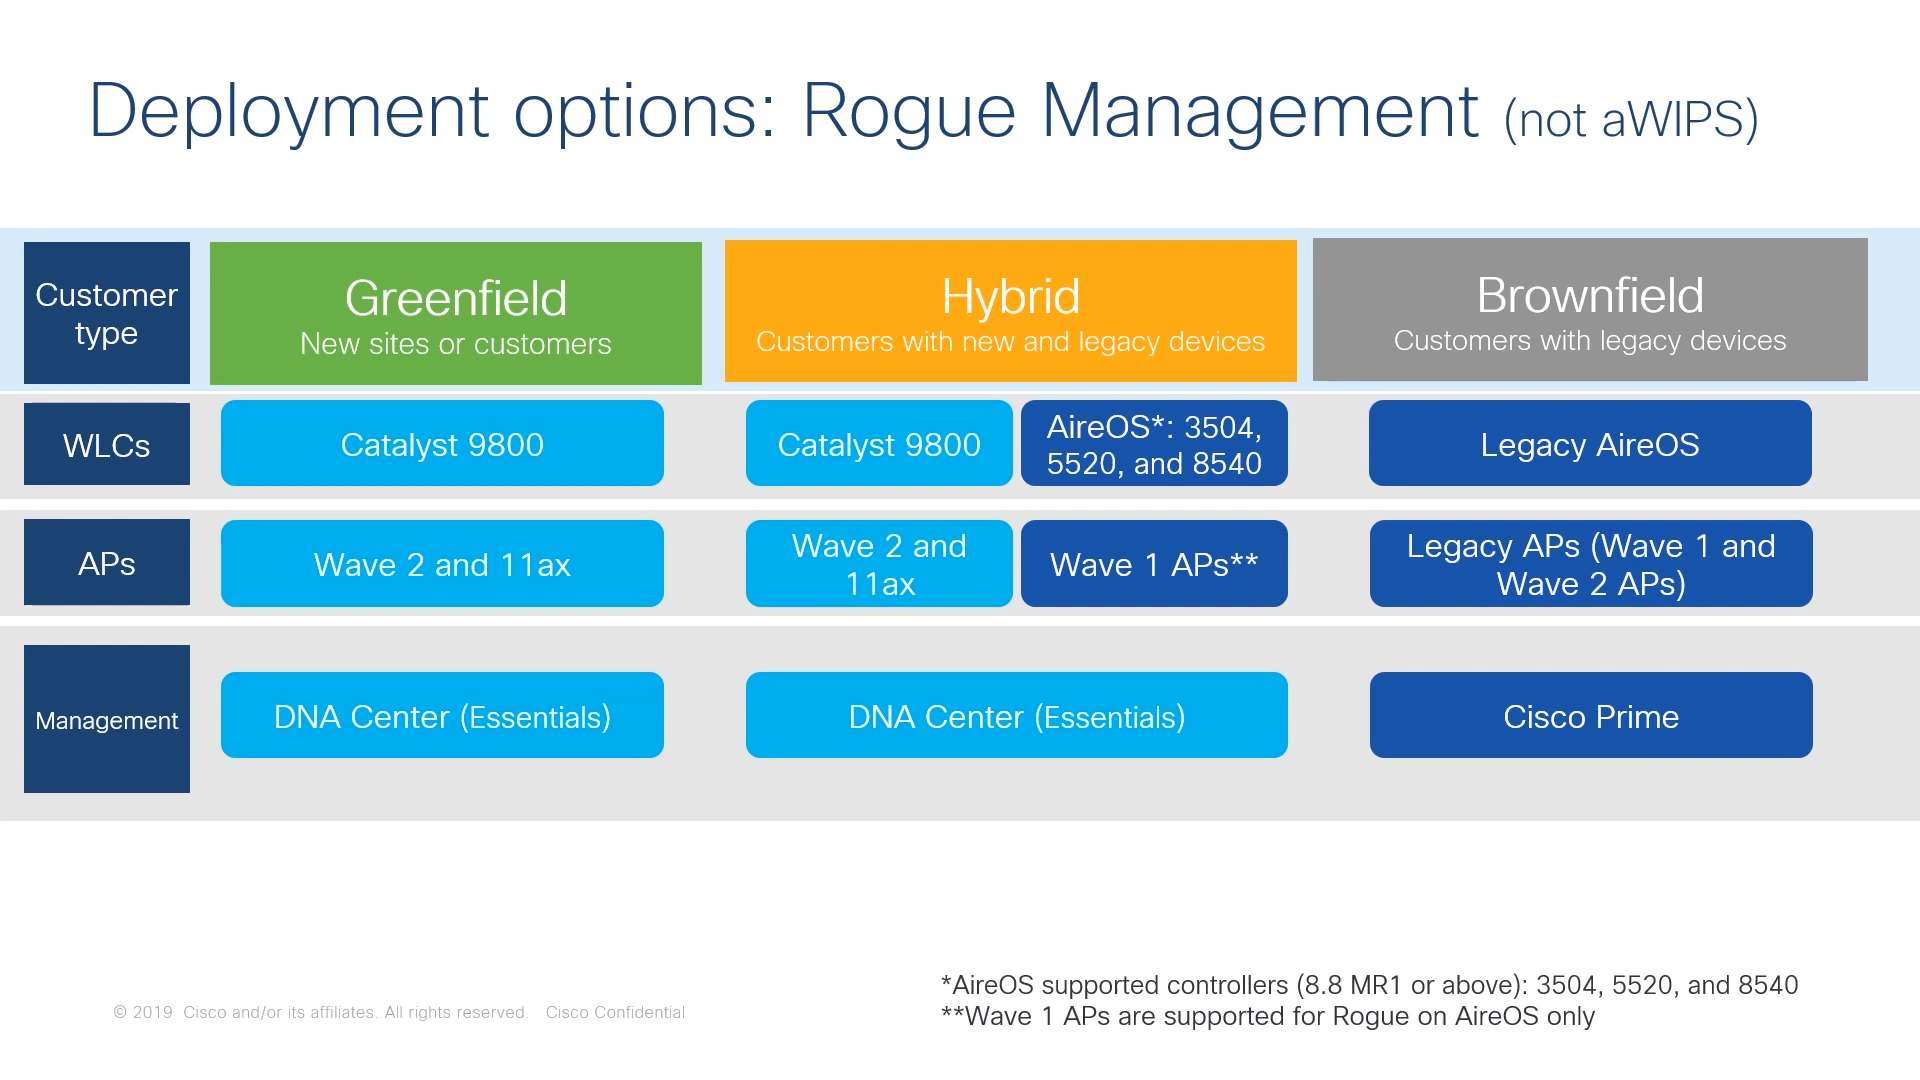 Deployment options: Rogue Management (not aWIPS)
Customer
type
Greenfield
New sites or customers
Hybrid
Customers with new and legacy devices
Brownfield
Customers with legacy devices
WLCs
Catalyst 9800
Catalyst 9800
AireOS*: 3504,
5520, and 8540
Legacy AireOS
APs
Wave 2 and 11ax
Wave 2 and
11ax
Wave 1 APs**
Legacy APs (Wave 1 and
Wave 2 APs)
Management
DNA Center (Essentials)
DNA Center (Essentials)
Cisco Prime
*AireOS supported controllers (8.8 MR1 or above): 3504, 5520, and 8540
**Wave 1 APs are supported for Rogue on AireOS only
© 2019 Cisco and/or its affiliates. All rights reserved. Cisco Confidential